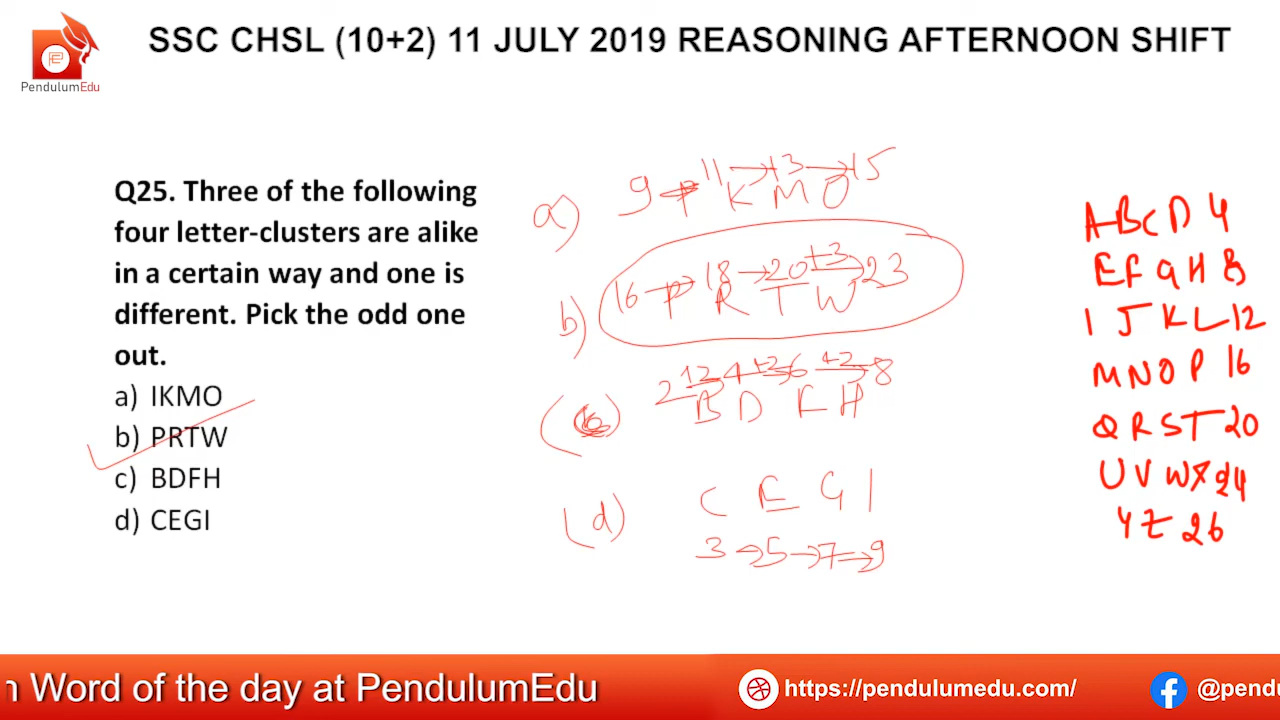 SSC CHSL (10+2) 11 JULY 2019 REASONING AFTERNOON SHIFT
PendulumEdu
Q25. Three of the following
four letter-clusters are alike
in a certain way and one is
different. Pick the odd one
out.
a) IKMO
b) PRTW
c) BDFH
d) CEGI
9 → 11 → 13 → 15
a) K M O
16 → 18 → 20 +3 → 23
b) P R T W
2 +2 → 4 +2 → 6 +2 → 8
B D F H
(d) C E G I
3 → 5 → 7 → 9
A B C D 4
E F G H 8
I J K L 12
M N O P 16
Q R S T 20
U V W X 24
Y Z 26
n Word of the day at PendulumEdu
https://pendulumedu.com/
@pendu